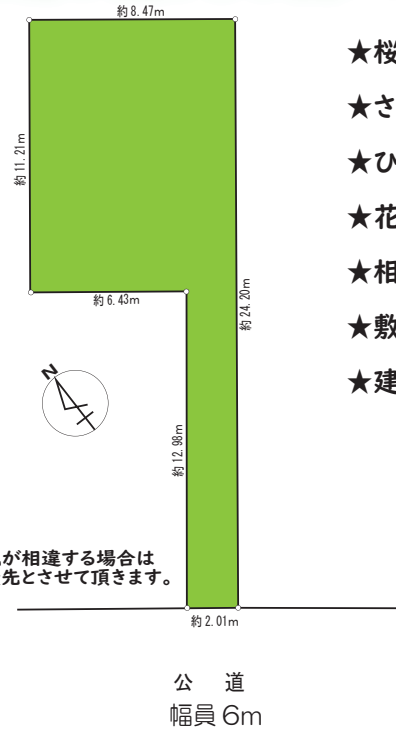 約8.47m
約11.21m
約6.43m
約24.20m
約12.98m
約2.01m
N
★桜
★さ
★ひ
★花
★相
★敷
★建
が相違する場合は
先とさせて頂きます。
公 道
幅員6m